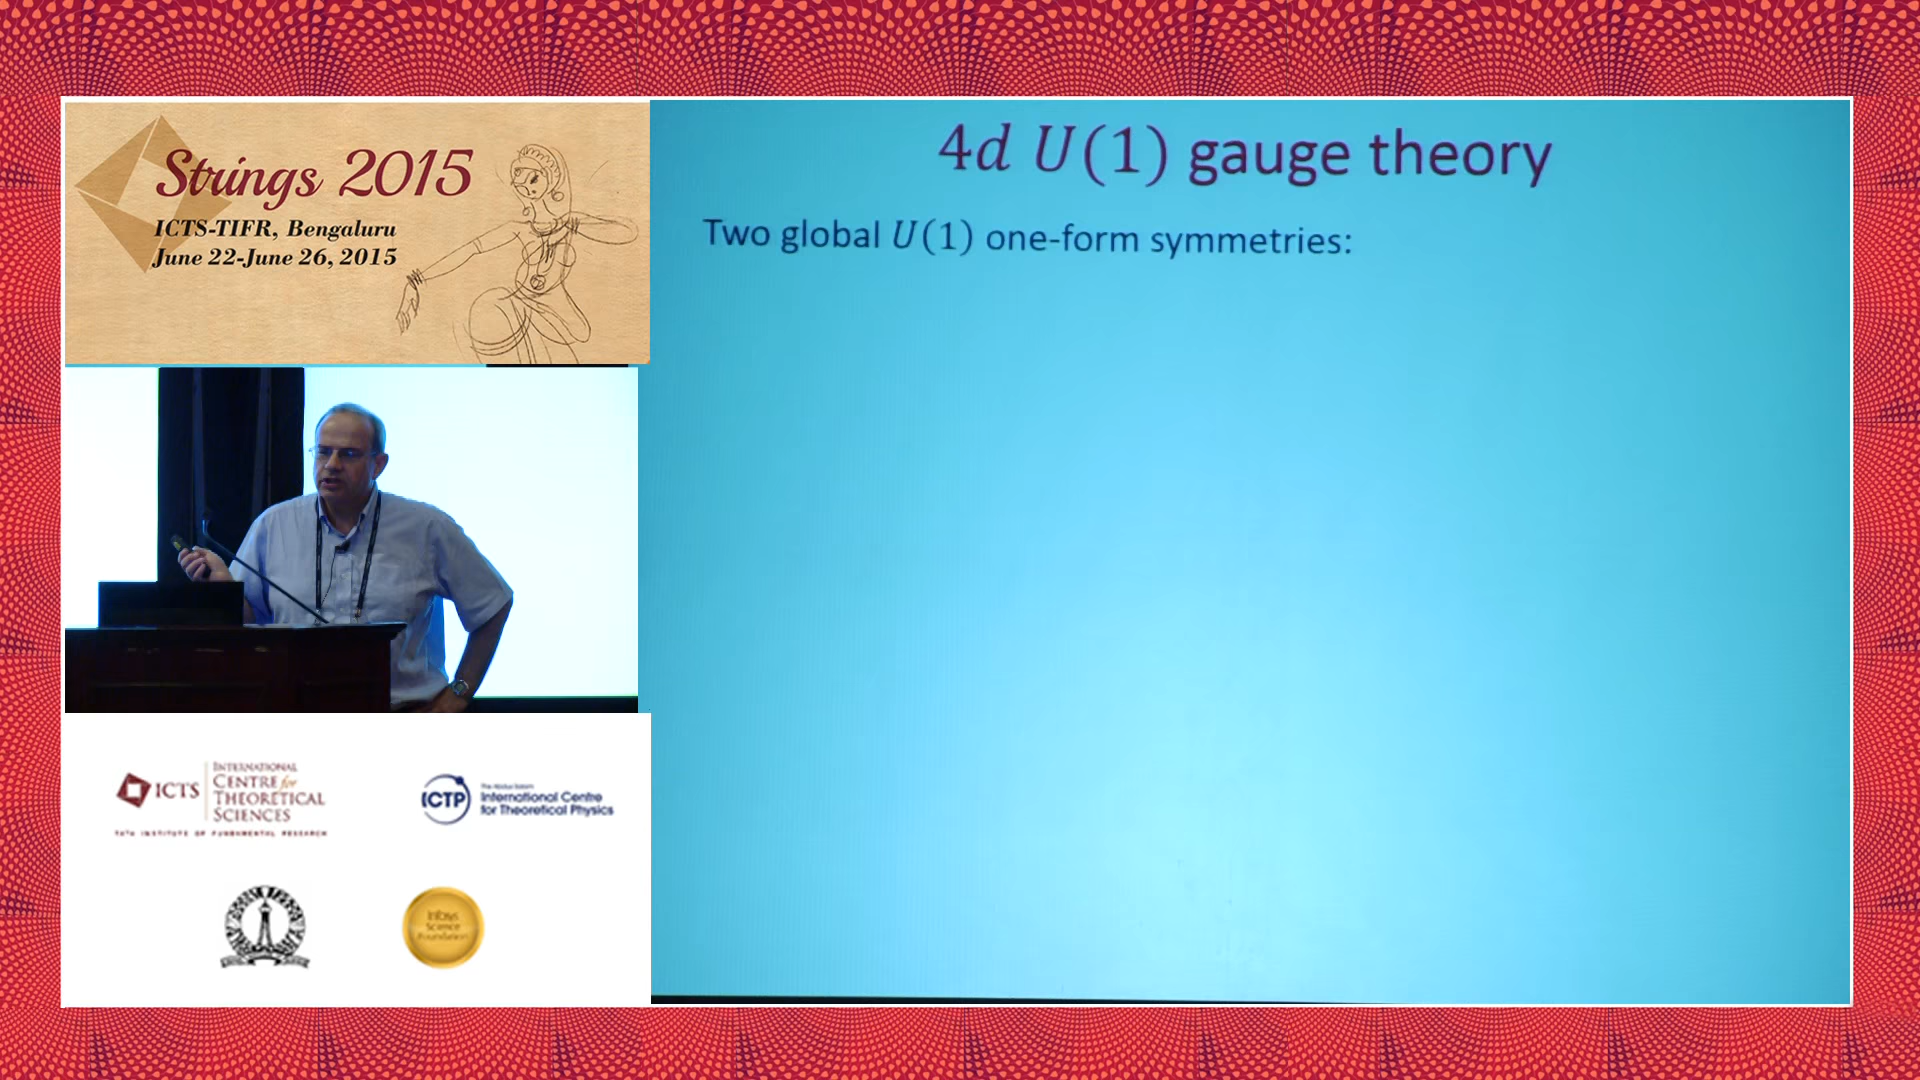 Strings 2015
ICTS-TIFR, Bengaluru
June 22-June 26, 2015
4d U(1) gauge theory
Two global U(1) one-form symmetries:
ICTS
INTERNATIONAL
CENTRE for
THEORETICAL
SCIENCES
TATA INSTITUTE OF FUNDAMENTAL RESEARCH
ICTP
The Abdus Salam
International Centre
for Theoretical Physics
Infosys
Science
Foundation